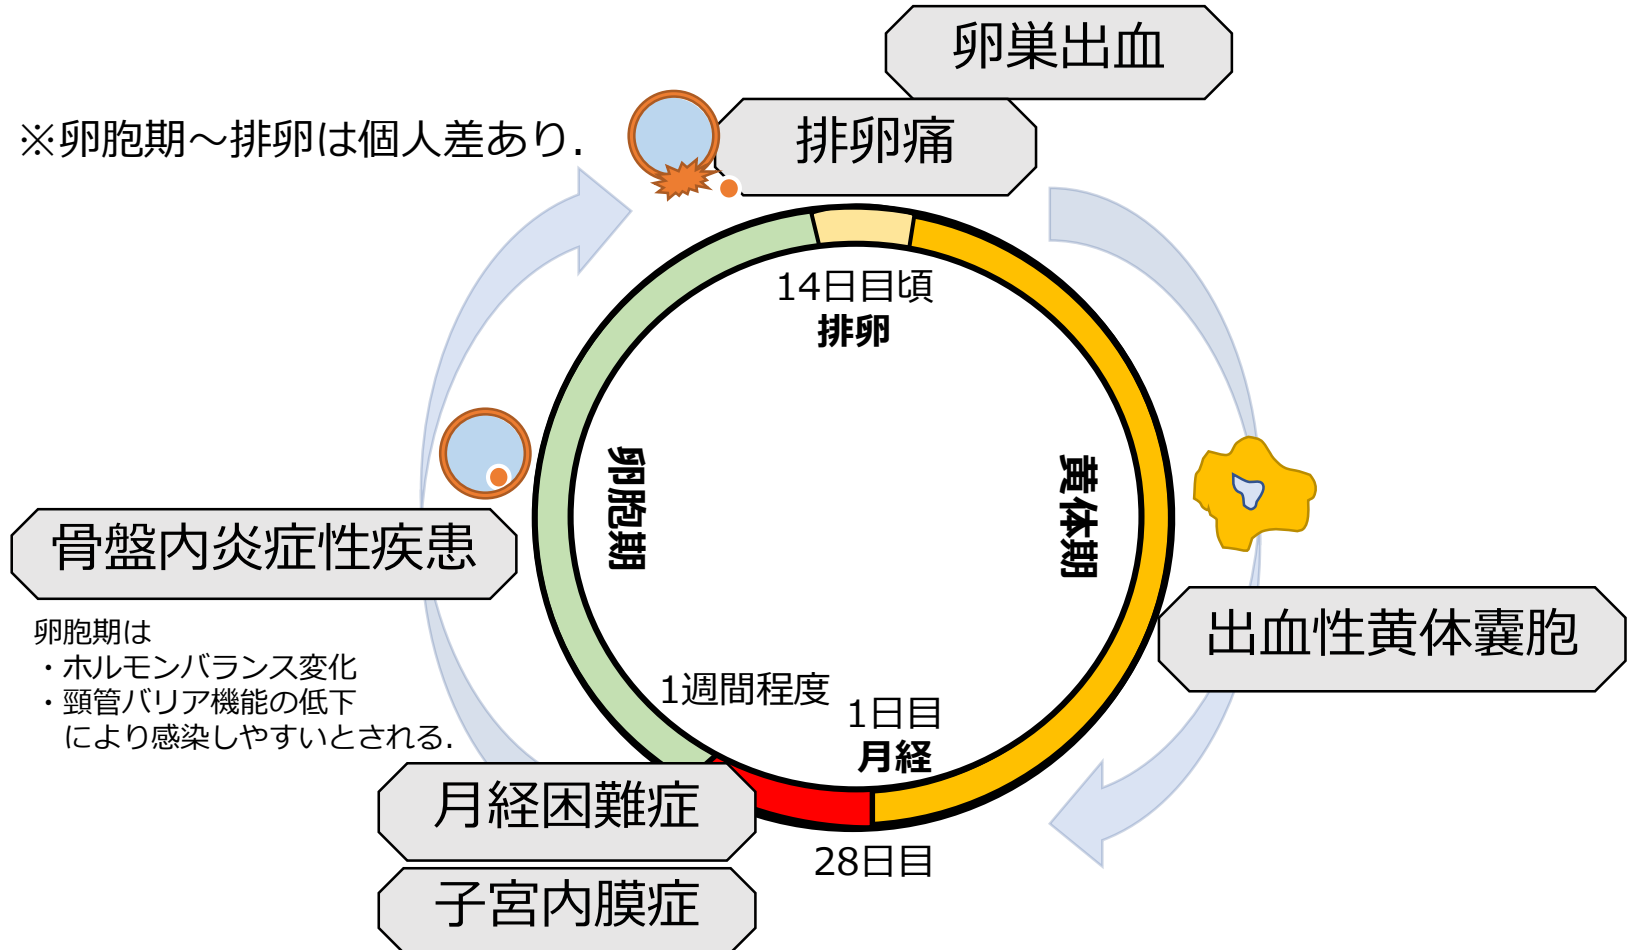 卵巣出血
※卵胞期～排卵は個人差あり.
排卵痛
14日目頃
排卵
卵胞期
黄体期
骨盤内炎症性疾患
出血性黄体嚢胞
卵胞期は
・ホルモンバランス変化
・頸管バリア機能の低下
により感染しやすいとされる.
1週間程度
1日目
月経
月経困難症
28日目
子宮内膜症